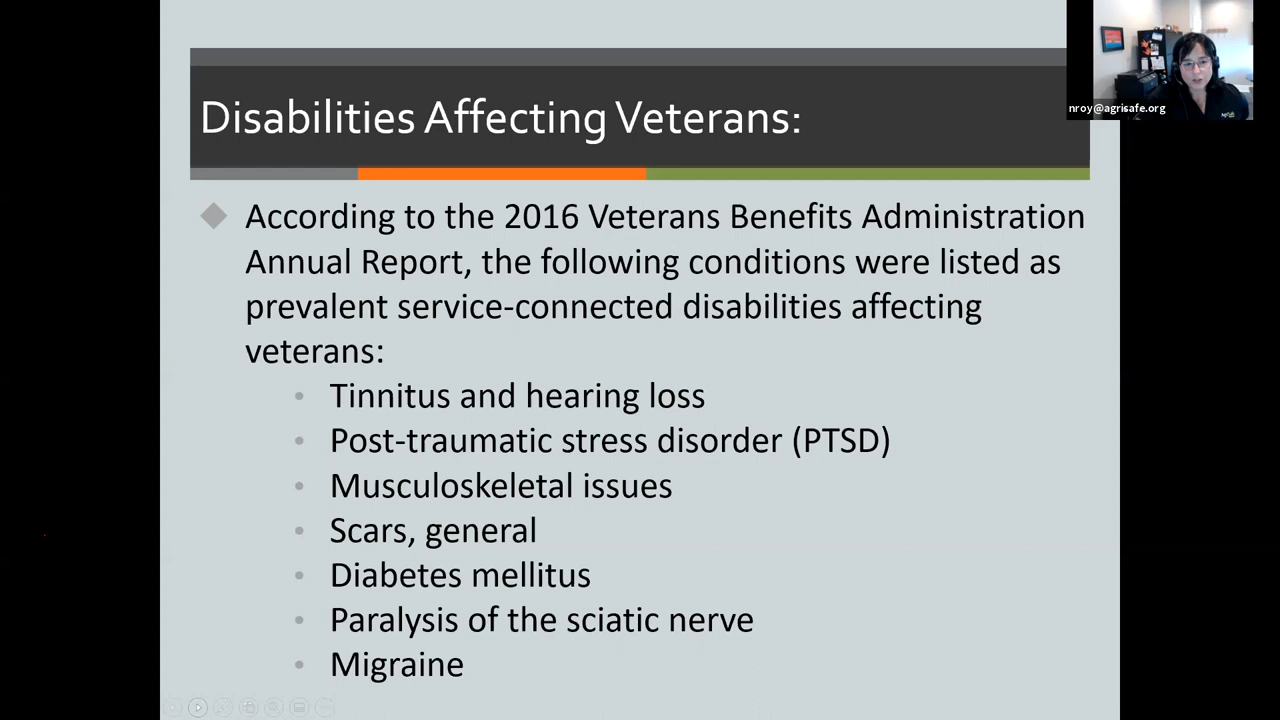 Disabilities Affecting Veterans:
nroy@agrisafe.org
According to the 2016 Veterans Benefits Administration
Annual Report, the following conditions were listed as
prevalent service-connected disabilities affecting
veterans:
Tinnitus and hearing loss
Post-traumatic stress disorder (PTSD)
Musculoskeletal issues
Scars, general
Diabetes mellitus
Paralysis of the sciatic nerve
Migraine